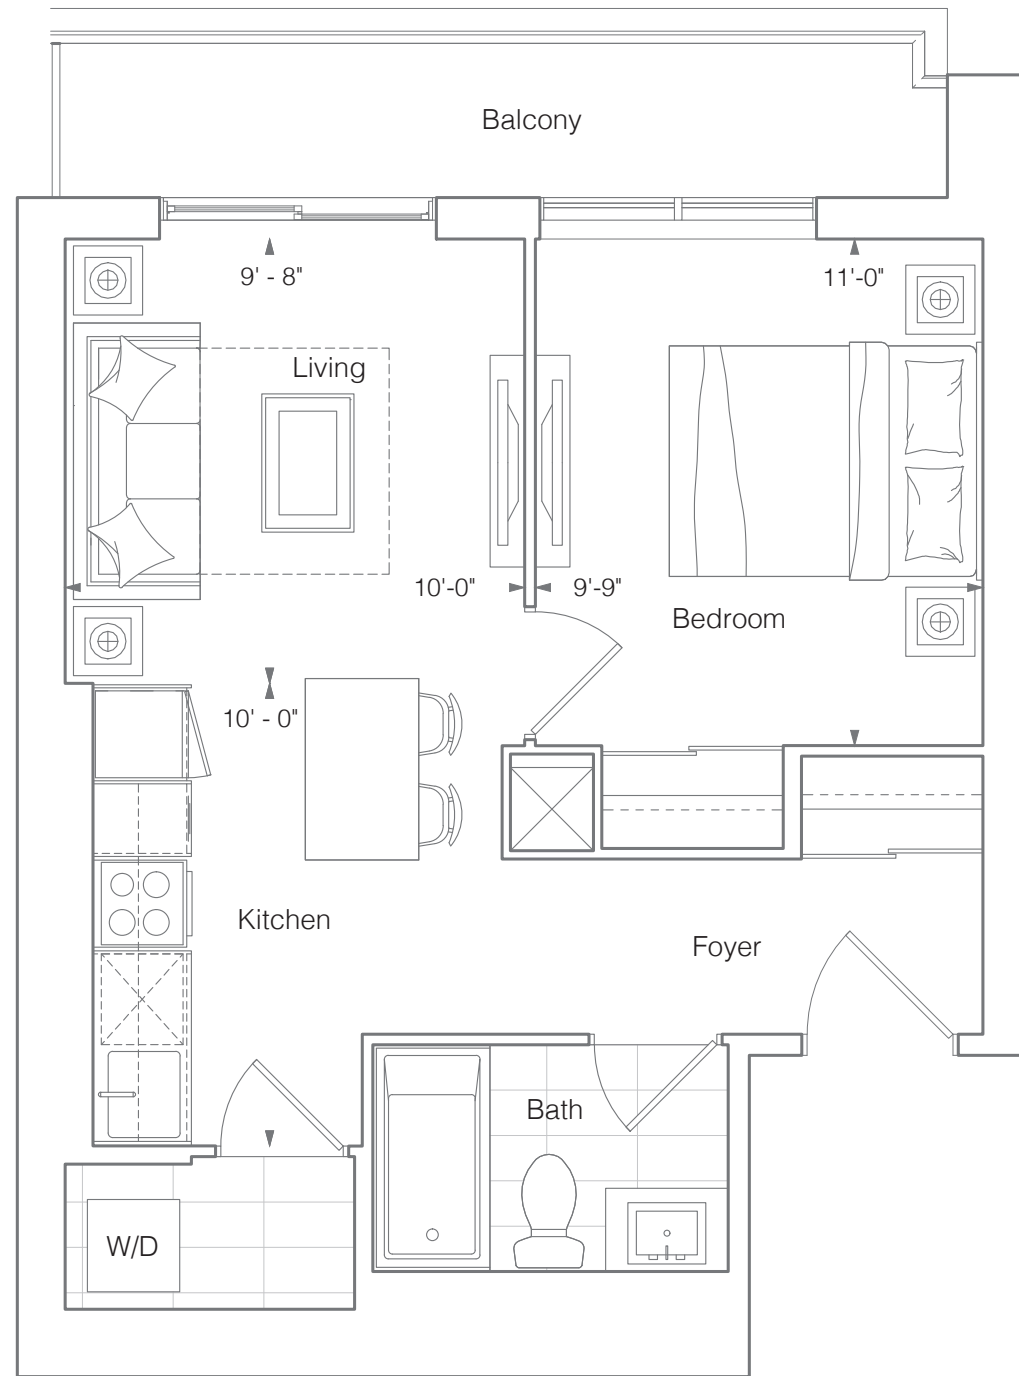 Balcony
9' - 8"
11'-0"
Living
10'-0"
9'-9"
Bedroom
10' - 0"
Kitchen
Foyer
Bath
W/D